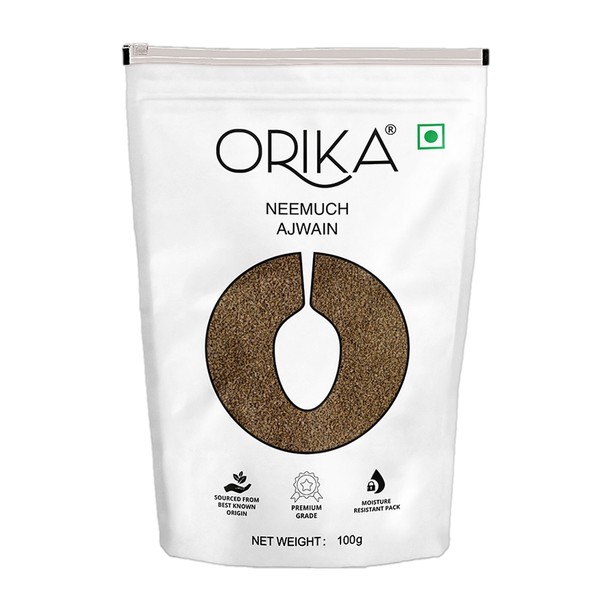 ORIKA®
NEEMUCH
AJWAIN
SOURCED FROM
BEST KNOWN
ORIGIN
PREMIUM
GRADE
MOISTURE
RESISTANT PACK
NET WEIGHT: 100g